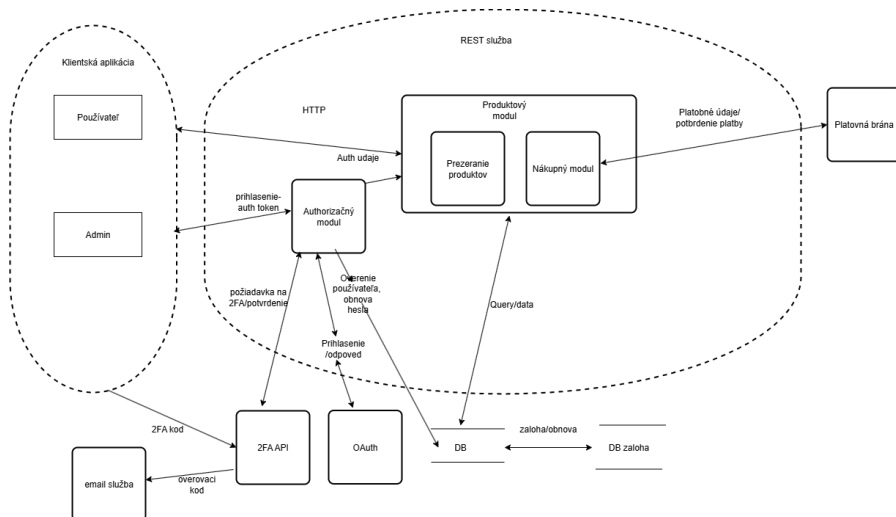 REST služba
Klientská aplikácia
Používateľ
HTTP
Produktový
modul
Platobné údaje/
potbrdenie platby
Platovná brána
Auth udaje
Prezeranie
produktov
Nákupný modul
prihlasenie-
auth token
Authorizačný
modul
Admin
požiadavka na
2FA/potvrdenie
Overenie
používateľa,
obnova
hesla
Query/data
Prihlasenie
/odpoved
2FA kod
2FA API
OAuth
DB
zaloha/obnova
DB zaloha
email služba
overovaci
kod